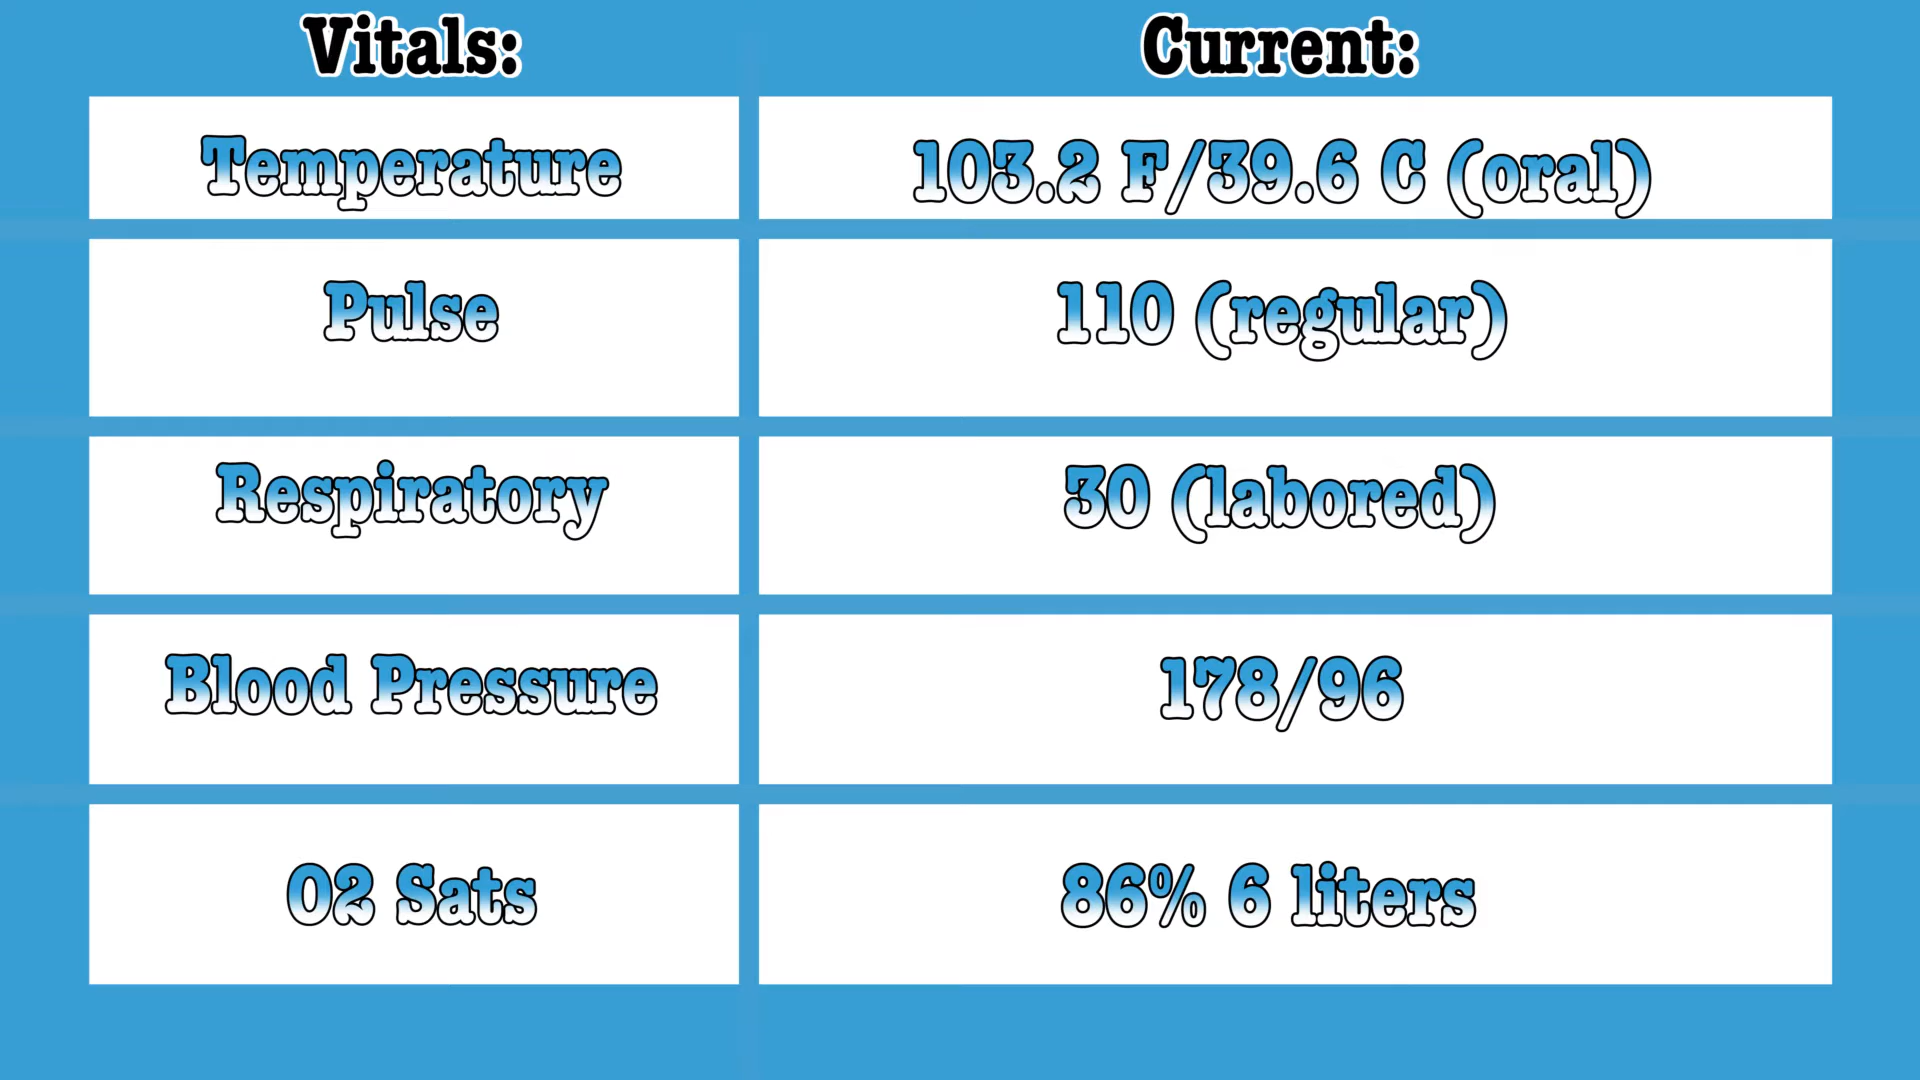 Vitals: Current:
Temperature 103.2 F/39.6 C (oral)
Pulse 110 (regular)
Respiratory 30 (labored)
Blood Pressure 178/96
O2 Sats 86% 6 liters